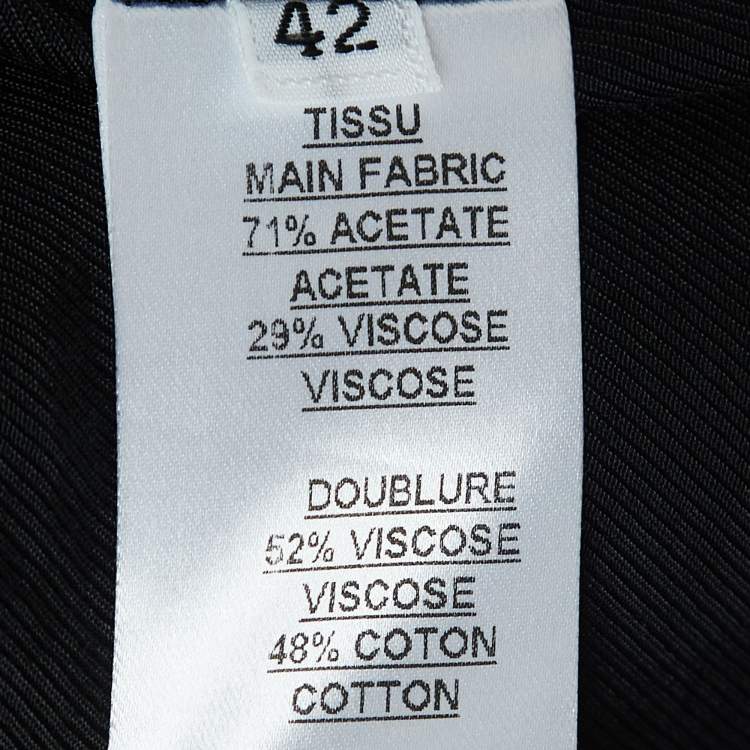 42
TISSU
MAIN FABRIC
71% ACETATE
ACETATE
29% VISCOSE
VISCOSE
DOUBLURE
52% VISCOSE
VISCOSE
48% COTON
COTTON